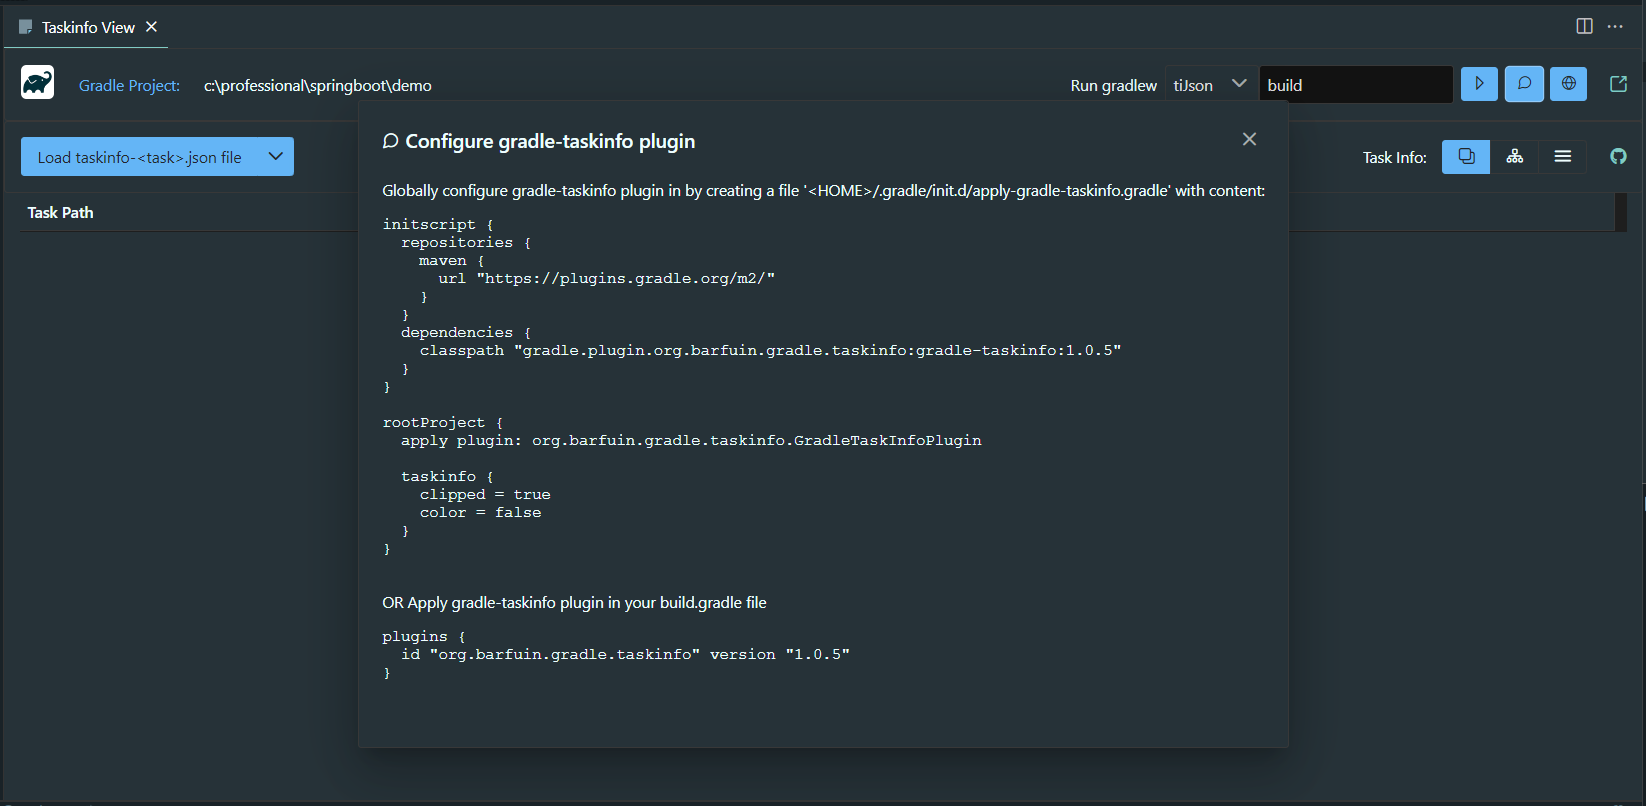 Taskinfo View
Gradle Project: c:\professional\springboot\demo
Run gradlew tiJson build
Load taskinfo-<task>.json file
Task Info:
Task Path
Configure gradle-taskinfo plugin
Globally configure gradle-taskinfo plugin in by creating a file '<HOME>/.gradle/init.d/apply-gradle-taskinfo.gradle' with content:
initscript {
  repositories {
    maven {
      url "https://plugins.gradle.org/m2/"
    }
  }
  dependencies {
    classpath "gradle.plugin.org.barfuin.gradle.taskinfo:gradle-taskinfo:1.0.5"
  }
}
rootProject {
  apply plugin: org.barfuin.gradle.taskinfo.GradleTaskInfoPlugin
  taskinfo {
    clipped = true
    color = false
  }
}
OR Apply gradle-taskinfo plugin in your build.gradle file
plugins {
  id "org.barfuin.gradle.taskinfo" version "1.0.5"
}